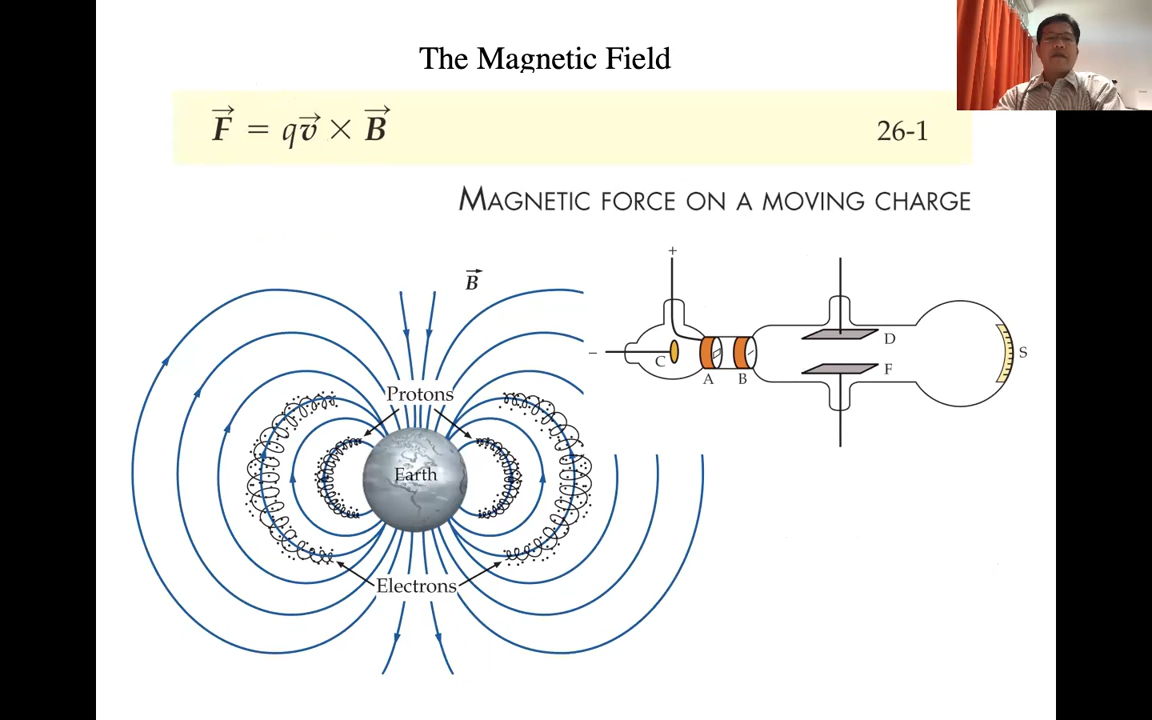 The Magnetic Field
F⃗ = qv⃗ × B⃗
26-1
MAGNETIC FORCE ON A MOVING CHARGE
B⃗
+
−
C
A
B
D
F
S
Protons
Earth
Electrons